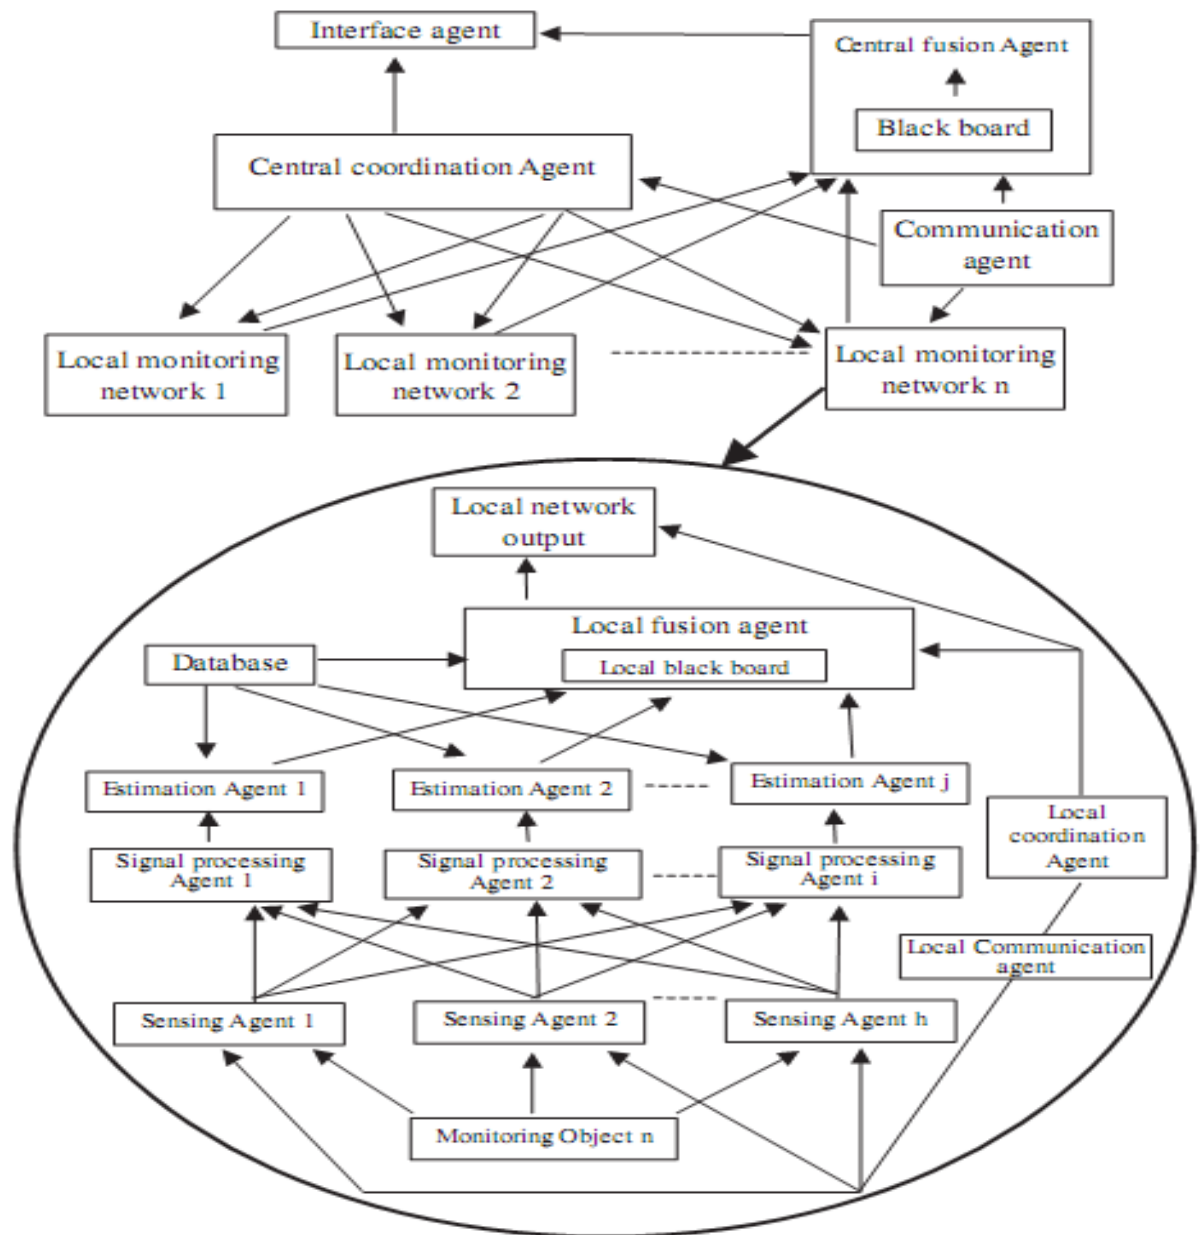 Interface agent
Central fusion Agent
Black board
Central coordination Agent
Communication
agent
Local monitoring
network 1
Local monitoring
network 2
Local monitoring
network n
Local network
output
Local fusion agent
Local black board
Database
Estimation Agent 1
Estimation Agent 2
Estimation Agent j
Local
coordination
Agent
Signal processing
Agent 1
Signal processing
Agent 2
Signal processing
Agent i
Local Communication
agent
Sensing Agent 1
Sensing Agent 2
Sensing Agent h
Monitoring Object n